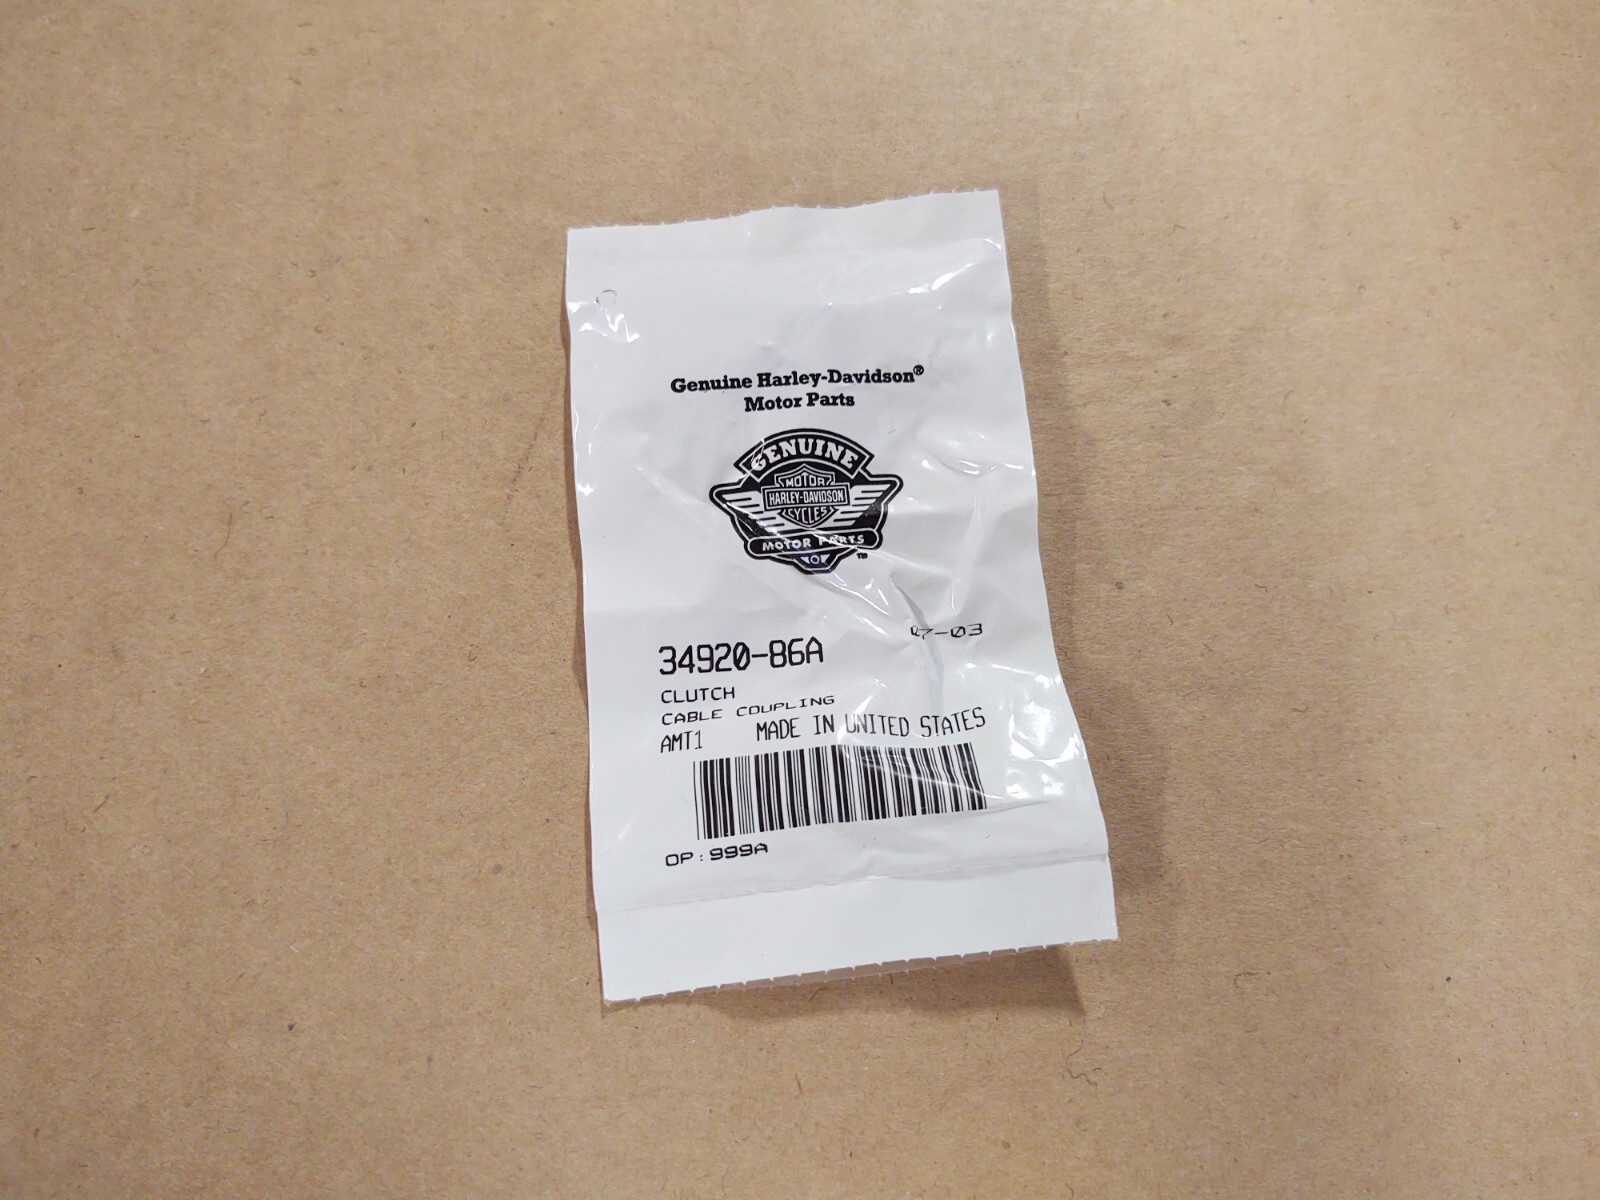 Genuine Harley-Davidson®
Motor Parts
GENUINE
MOTOR
HARLEY-DAVIDSON
CYCLES
MOTOR PARTS
TM
07-03
34920-86A
CLUTCH
CABLE COUPLING
AMT1 MADE IN UNITED STATES
OP:999A